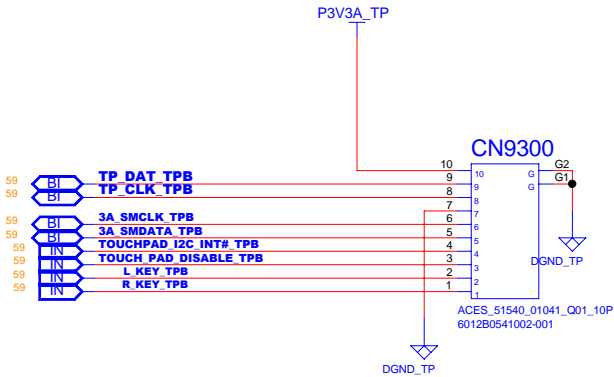 P3V3A_TP
CN9300
10 10 G G2
59 BI TP_DAT_TPB 9 9 G G1
59 BI TP_CLK_TPB 8 8
7 7
59 BI 3A_SMCLK_TPB 6 6
59 BI 3A_SMDATA_TPB 5 5
59 IN TOUCHPAD_I2C_INT#_TPB 4 4
59 IN TOUCH_PAD_DISABLE_TPB 3 3
59 IN L_KEY_TPB 2 2
59 IN R_KEY_TPB 1 1
DGND_TP
ACES_51540_01041_Q01_10P
6012B0541002-001
DGND_TP